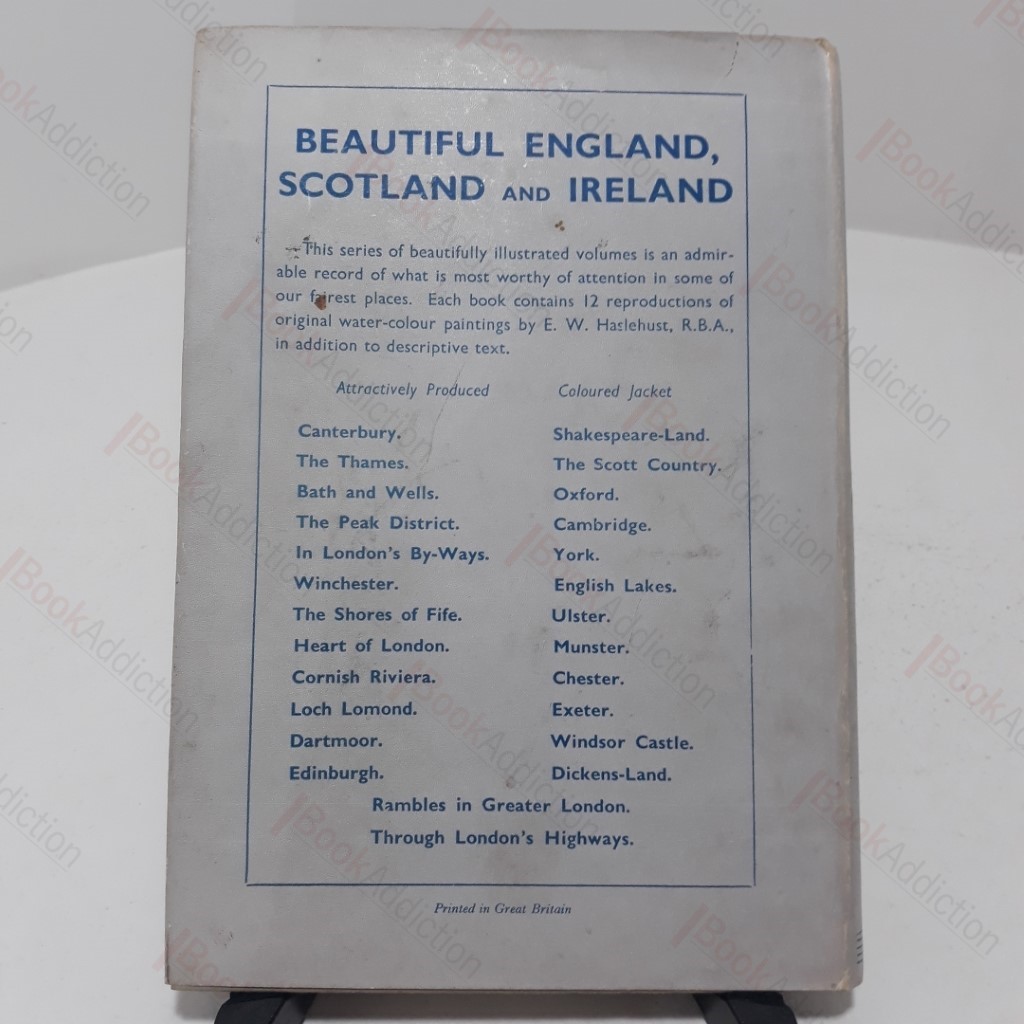 BEAUTIFUL ENGLAND,
SCOTLAND AND IRELAND
This series of beautifully illustrated volumes is an admir-
able record of what is most worthy of attention in some of
our fairest places. Each book contains 12 reproductions of
original water-colour paintings by E. W. Haslehust, R.B.A.,
in addition to descriptive text.
Attractively Produced Coloured Jacket
Canterbury. Shakespeare-Land.
The Thames. The Scott Country.
Bath and Wells. Oxford.
The Peak District. Cambridge.
In London's By-Ways. York.
Winchester. English Lakes.
The Shores of Fife. Ulster.
Heart of London. Munster.
Cornish Riviera. Chester.
Loch Lomond. Exeter.
Dartmoor. Windsor Castle.
Edinburgh. Dickens-Land.
Rambles in Greater London.
Through London's Highways.
Printed in Great Britain
BookAddiction